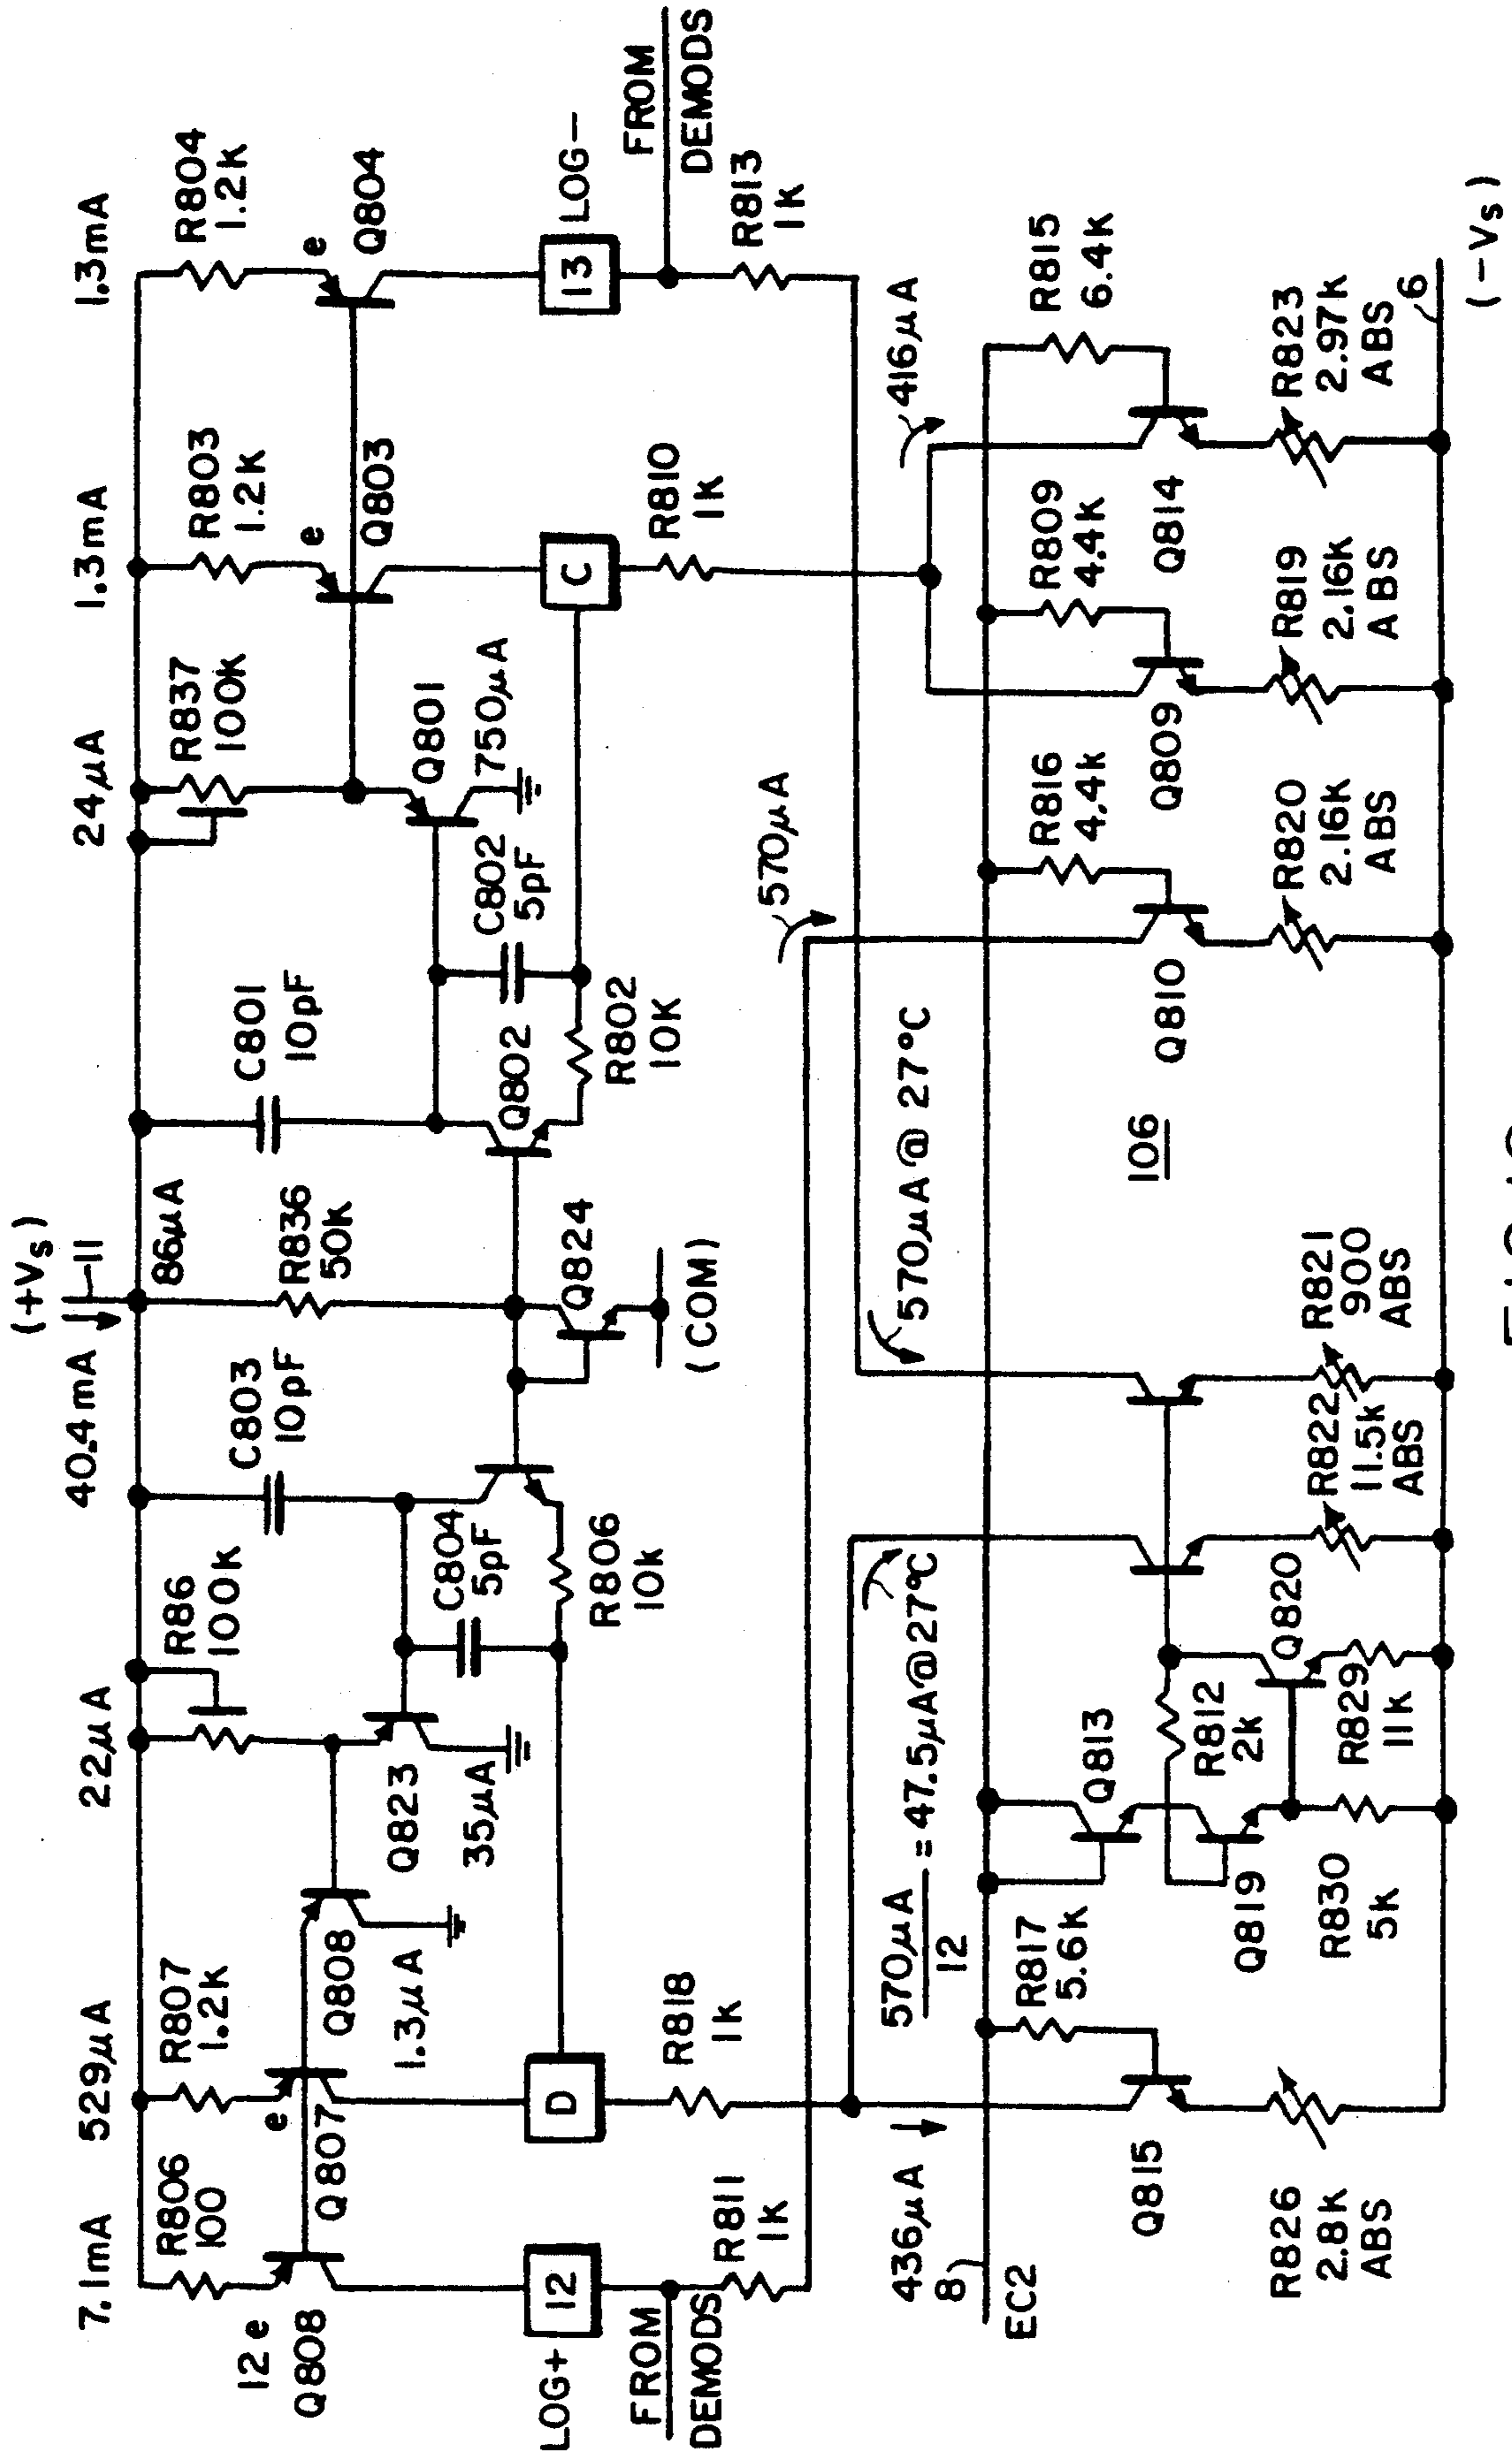 (+Vs)
40.4mA
11
7.1mA
529µA
22µA
86µA
24µA
1.3mA
1.3mA
R806
100
R807
1.2k
R86
100k
C803
10pF
R836
50k
C801
10pF
R837
100K
R803
1.2K
R804
1.2K
12e
Q808
e
Q807
Q808
1.3µA
Q823
35µA
C804
5pF
R806
10k
Q824
(COM)
Q802
R802
10K
C802
5pF
Q801
750µA
e
Q803
e
Q804
LOG+
12
D
C
13
LOG-
FROM
DEMODS
R811
1k
R818
1k
R810
1k
R813
1k
FROM
DEMODS
436µA
8
EC2
570µA
12
=47.5µA@27°C
570µA@27°C
570µA
416µA
R817
5.6k
Q813
R812
2k
Q819
Q820
R830
5k
R829
11k
R822
11.5k
ABS
R821
900
ABS
106
Q815
R826
2.8k
ABS
R816
4.4k
Q810
R820
2.16k
ABS
R809
4.4k
Q809
R819
2.16k
ABS
R815
6.4K
Q814
R823
2.97k
ABS
6
(-Vs)